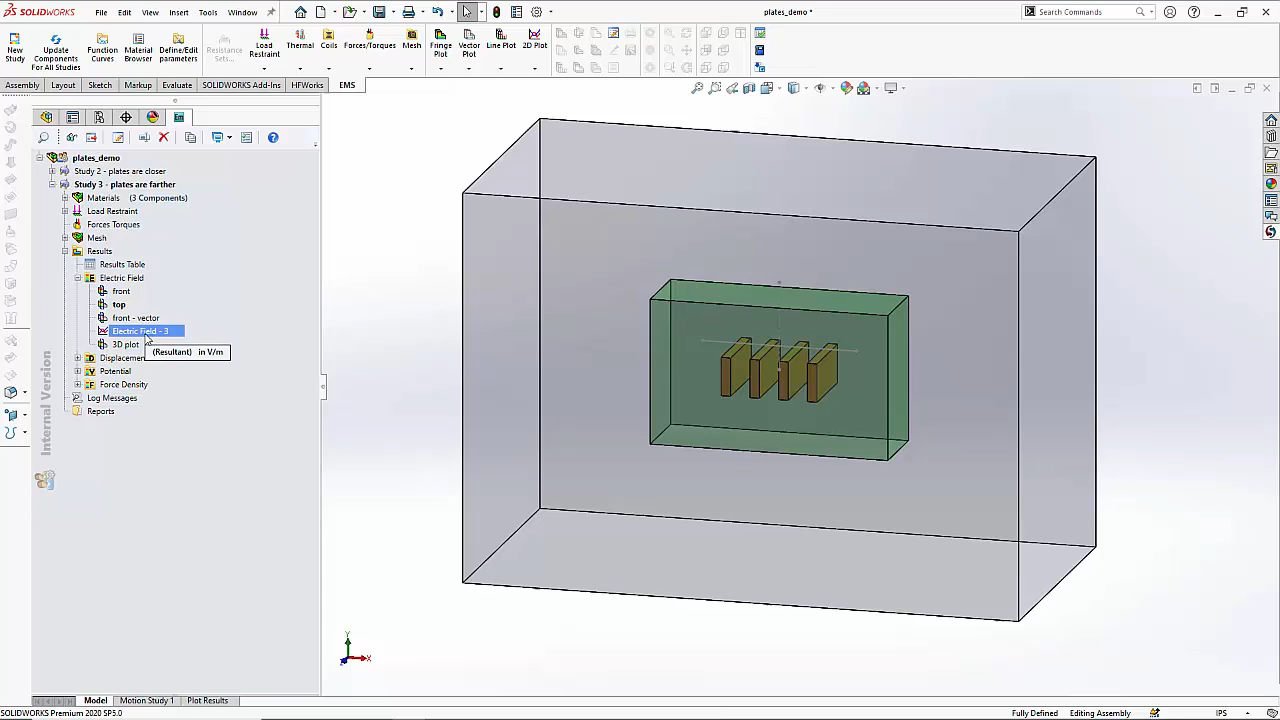 SOLIDWORKS File Edit View Insert Tools Window plates_demo * Search Commands
New Study
Update Components For All Studies
Function Curves
Material Browser
Define/Edit parameters
Resistance Sets...
Load Restraint
Thermal
Coils
Forces/Torques
Mesh
Fringe Plot
Vector Plot
Line Plot
2D Plot
Assembly Layout Sketch Markup Evaluate SOLIDWORKS Add-Ins HFWorks EMS
plates_demo
Study 2 - plates are closer
Study 3 - plates are farther
Materials (3 Components)
Load Restraint
Forces Torques
Mesh
Results
Results Table
Electric Field
front
top
front - vector
Electric Field - 3
3D plot
(Resultant) in V/m
Displacemen
Potential
Force Density
Log Messages
Reports
Internal Version
Y
X
Model Motion Study 1 Plot Results
SOLIDWORKS Premium 2020 SP5.0 Fully Defined Editing Assembly IPS